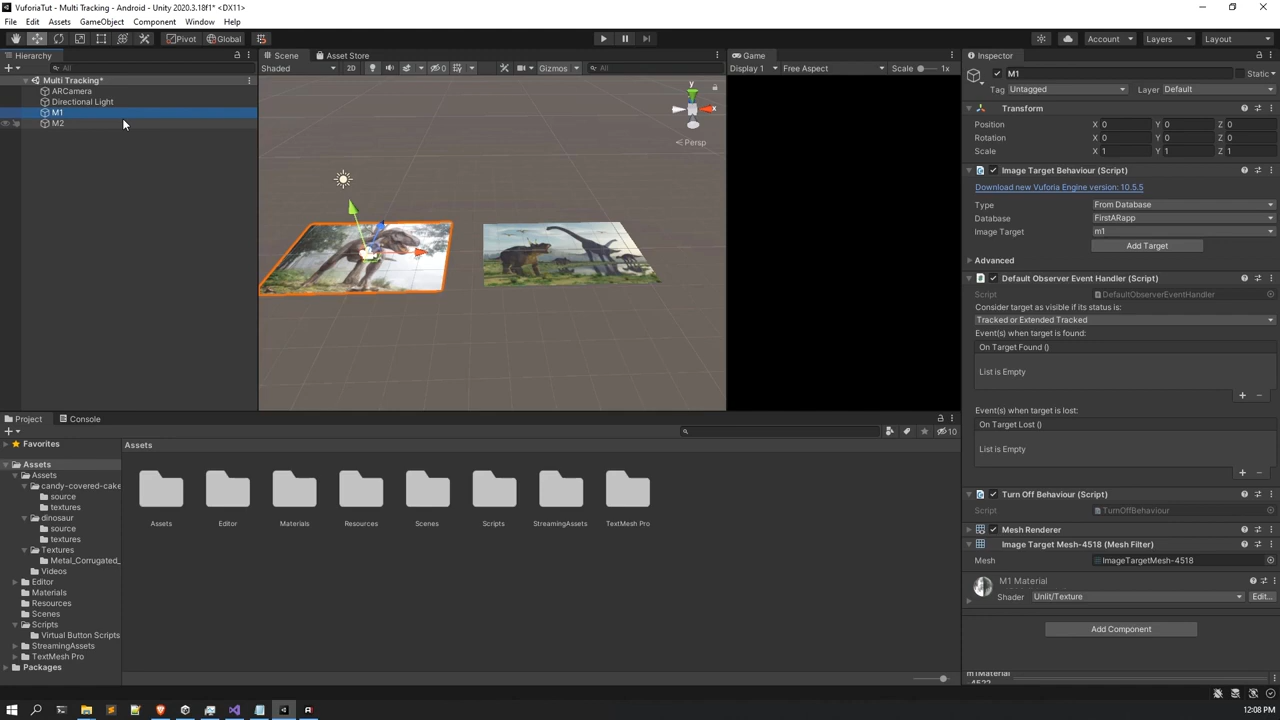 VuforiaTut - Multi Tracking - Android - Unity 2020.3.18f1* <DX11>
File Edit Assets GameObject Component Window Help
Pivot Global Account Layers Layout
Hierarchy
All
Multi Tracking*
ARCamera
Directional Light
M1
M2
Scene Asset Store
Shaded 2D 0 Gizmos All
y
x
Persp
Game
Display 1 Free Aspect Scale 1x
Inspector
M1 Static
Tag Untagged Layer Default
Transform
Position X 0 Y 0 Z 0
Rotation X 0 Y 0 Z 0
Scale X 1 Y 1 Z 1
Image Target Behaviour (Script)
Download new Vuforia Engine version: 10.5.5
Type From Database
Database FirstARapp
Image Target m1
Add Target
Advanced
Default Observer Event Handler (Script)
Script DefaultObserverEventHandler
Consider target as visible if its status is:
Tracked or Extended Tracked
Event(s) when target is found:
On Target Found ()
List is Empty
Event(s) when target is lost:
On Target Lost ()
List is Empty
Turn Off Behaviour (Script)
Script TurnOffBehaviour
Mesh Renderer
Image Target Mesh-4518 (Mesh Filter)
Mesh ImageTargetMesh-4518
M1 Material
Shader Unlit/Texture Edit...
Add Component
m1Material
Project Console
10
Favorites
Assets
Assets
candy-covered-cake
source
textures
dinosaur
source
textures
Textures
Metal_Corrugated_
Videos
Editor
Materials
Resources
Scenes
Scripts
Virtual Button Scripts
StreamingAssets
TextMesh Pro
Packages
Assets
Assets Editor Materials Resources Scenes Scripts StreamingAssets TextMesh Pro
12:08 PM